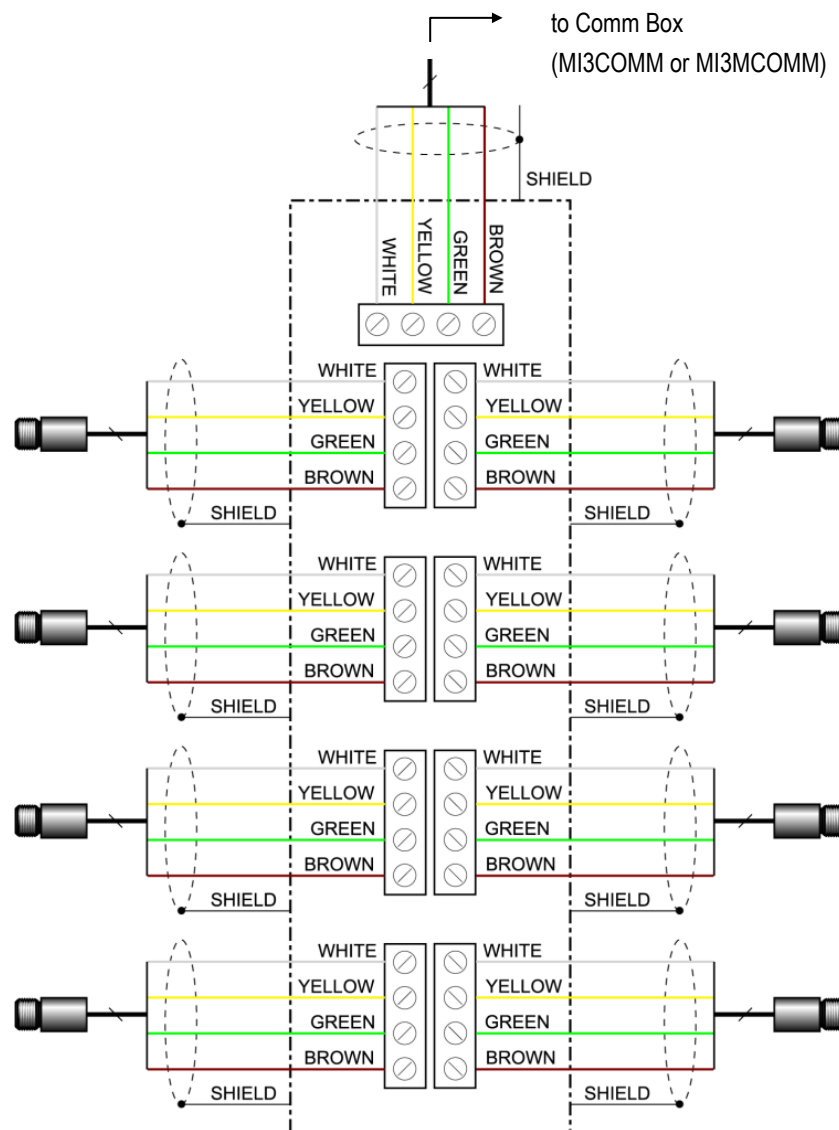 to Comm Box
(MI3COMM or MI3MCOMM)
SHIELD
WHITE
YELLOW
GREEN
BROWN
WHITE WHITE
YELLOW YELLOW
GREEN GREEN
BROWN BROWN
SHIELD SHIELD
WHITE WHITE
YELLOW YELLOW
GREEN GREEN
BROWN BROWN
SHIELD SHIELD
WHITE WHITE
YELLOW YELLOW
GREEN GREEN
BROWN BROWN
SHIELD SHIELD
WHITE WHITE
YELLOW YELLOW
GREEN GREEN
BROWN BROWN
SHIELD SHIELD